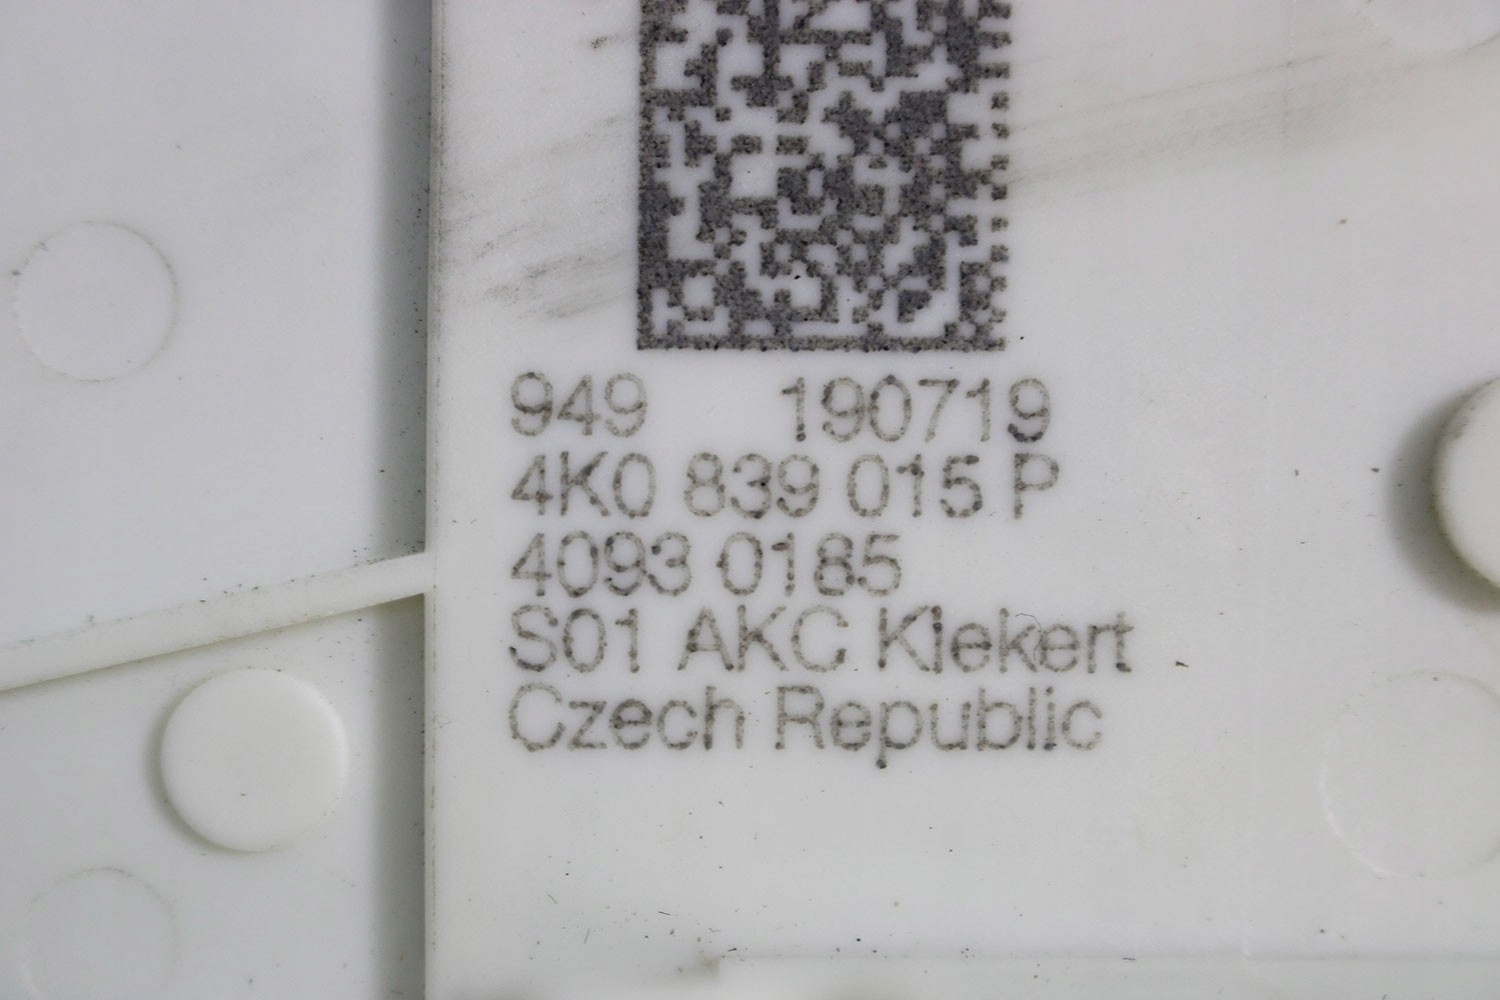 949 190719
4K0 839 015 P
4093 0185
S01 AKC Kiekert
Czech Republic